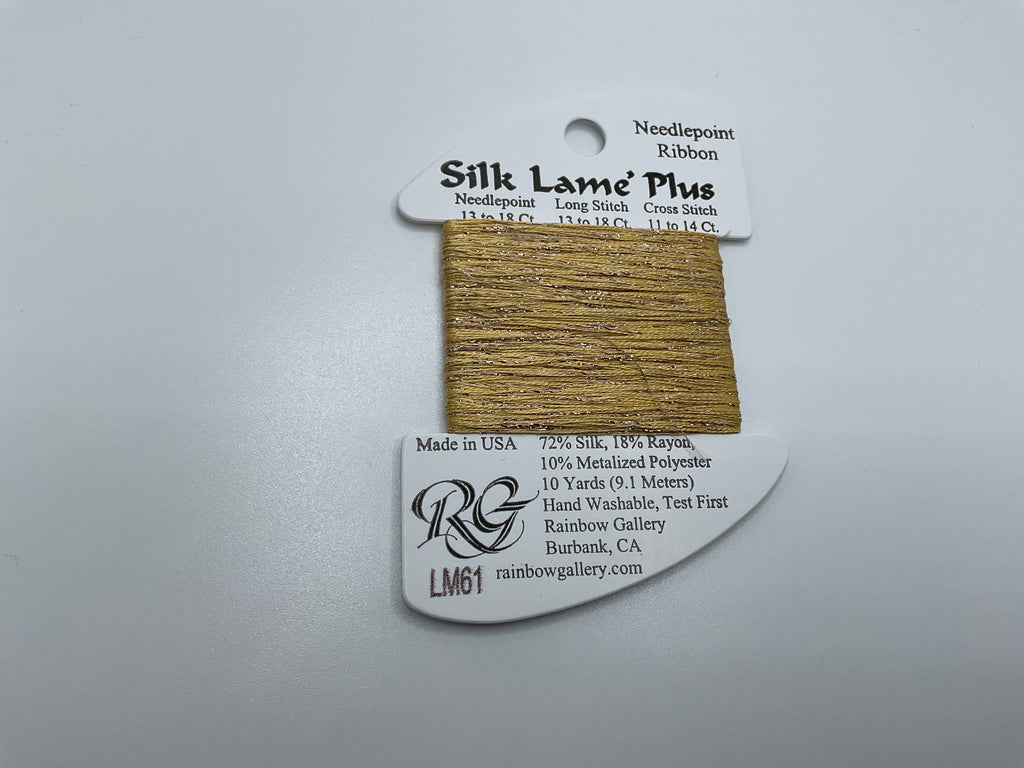 Needlepoint
Ribbon
Silk Lamé Plus
Needlepoint Long Stitch Cross Stitch
13 to 18 Ct. 13 to 18 Ct. 11 to 14 Ct.
Made in USA
72% Silk, 18% Rayon,
10% Metalized Polyester
10 Yards (9.1 Meters)
Hand Washable, Test First
Rainbow Gallery
Burbank, CA
rainbowgallery.com
RG
LM61